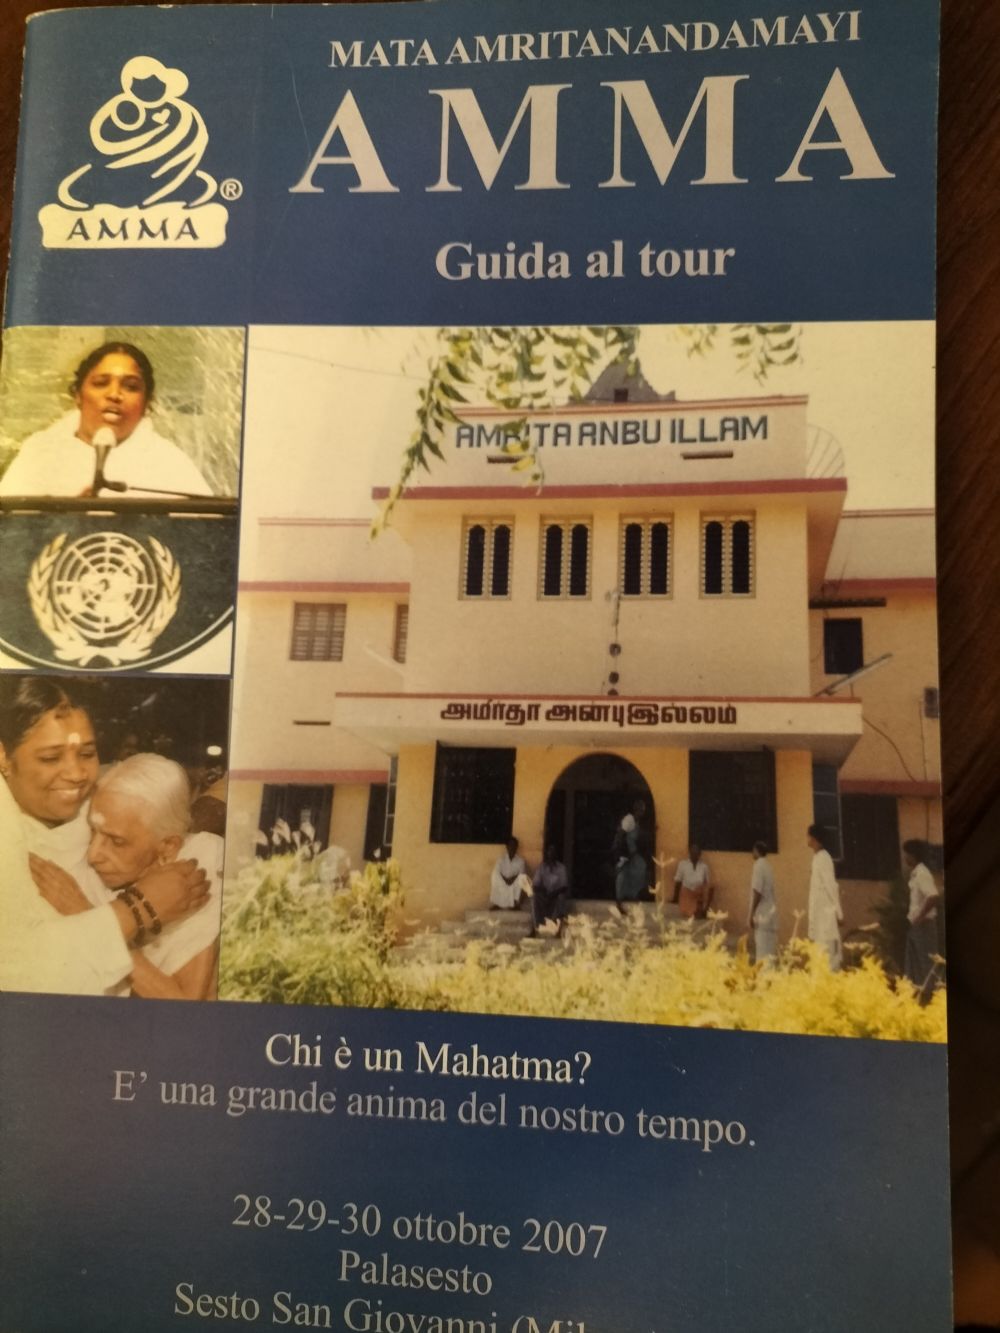 MATA AMRITANANDAMAYI
AMMA
AMMA
®
Guida al tour
AMRITA ANBU ILLAM
அமிர்தா அன்பு இல்லம்
Chi è un Mahatma?
E' una grande anima del nostro tempo.
28-29-30 ottobre 2007
Palasesto
Sesto San Giovanni (Mil